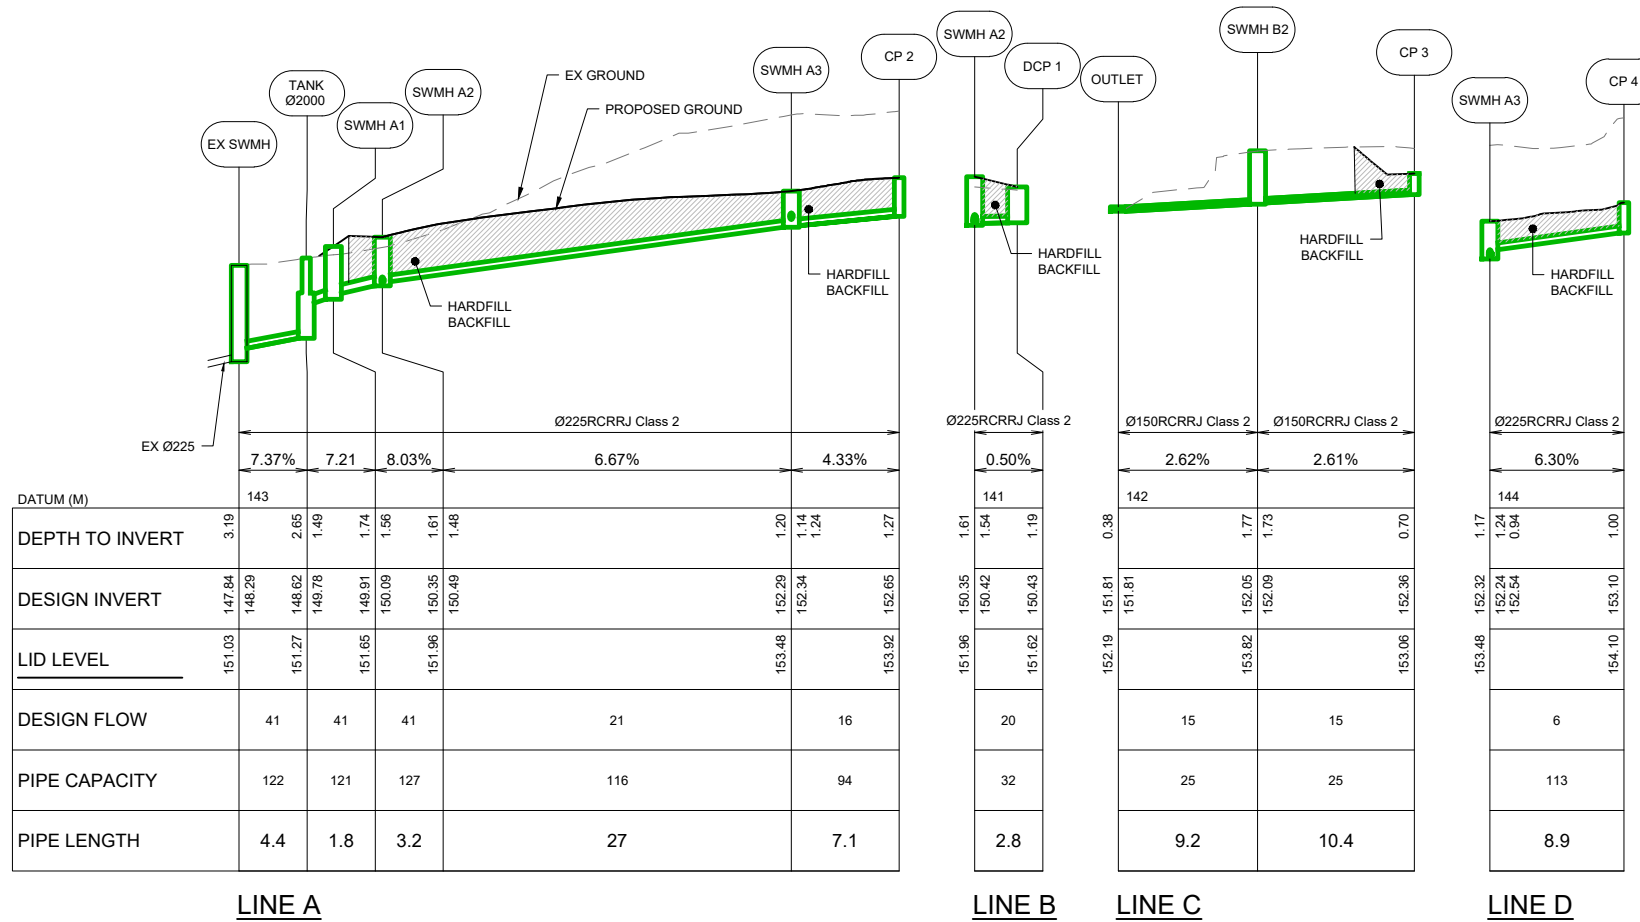 SWMH A2
SWMH B2
CP 2
CP 3
DCP 1
SWMH A3
OUTLET
CP 4
TANK
Ø2000
SWMH A2
SWMH A3
SWMH A1
EX SWMH
EX GROUND
PROPOSED GROUND
HARDFILL
BACKFILL
HARDFILL
BACKFILL
HARDFILL
BACKFILL
HARDFILL
BACKFILL
HARDFILL
BACKFILL
EX Ø225
Ø225RCRRJ Class 2
Ø225RCRRJ Class 2
Ø150RCRRJ Class 2
Ø150RCRRJ Class 2
Ø225RCRRJ Class 2
7.37% 7.21 8.03% 6.67% 4.33% 0.50% 2.62% 2.61% 6.30%
DATUM (M) 143 141 142 144
DEPTH TO INVERT 3.19 2.65 1.49 1.74 1.56 1.61 1.48 1.20 1.14 1.24 1.27 1.61 1.54 1.19 0.38 1.77 1.73 0.70 1.17 1.24 0.94 1.00
DESIGN INVERT 147.84 148.29 148.62 149.78 149.91 150.09 150.35 150.49 152.29 152.34 152.65 150.35 150.42 150.43 151.81 151.81 152.05 152.09 152.36 152.32 152.24 152.54 153.10
LID LEVEL 151.03 151.27 151.65 151.96 153.48 153.92 151.96 151.62 152.19 153.82 153.06 153.48 154.10
DESIGN FLOW 41 41 41 21 16 20 15 15 6
PIPE CAPACITY 122 121 127 116 94 32 25 25 113
PIPE LENGTH 4.4 1.8 3.2 27 7.1 2.8 9.2 10.4 8.9
LINE A
LINE B
LINE C
LINE D